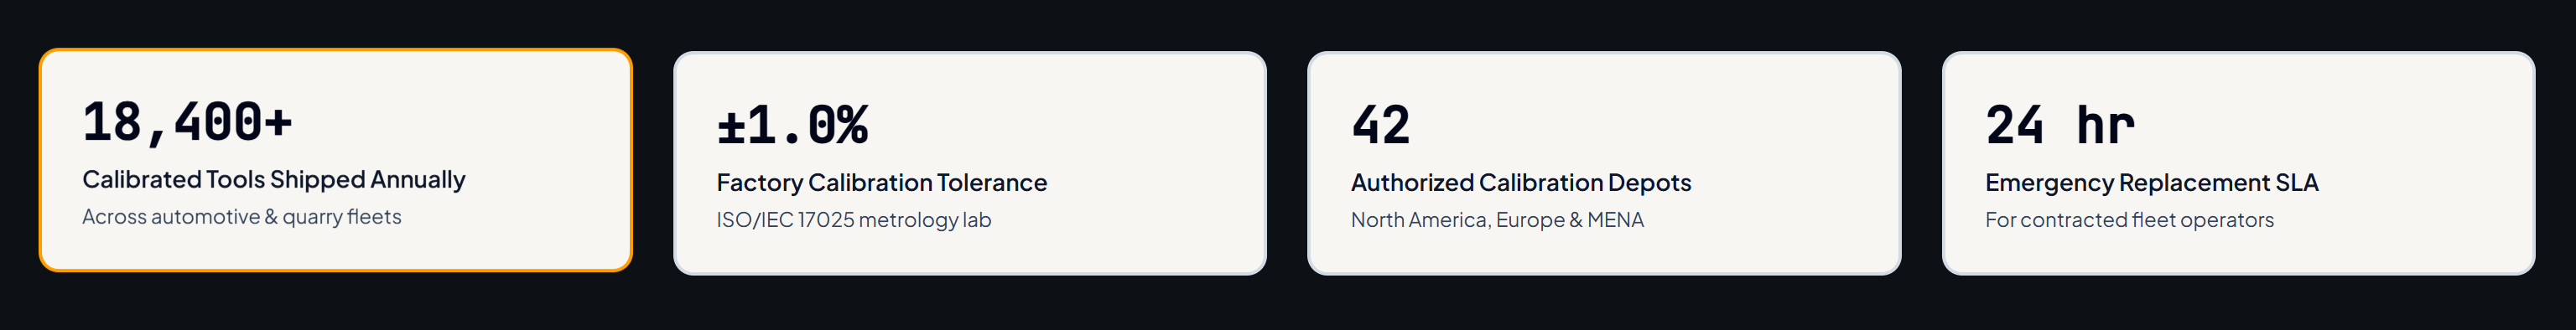 18,400+
Calibrated Tools Shipped Annually
Across automotive & quarry fleets
±1.0%
Factory Calibration Tolerance
ISO/IEC 17025 metrology lab
42
Authorized Calibration Depots
North America, Europe & MENA
24 hr
Emergency Replacement SLA
For contracted fleet operators